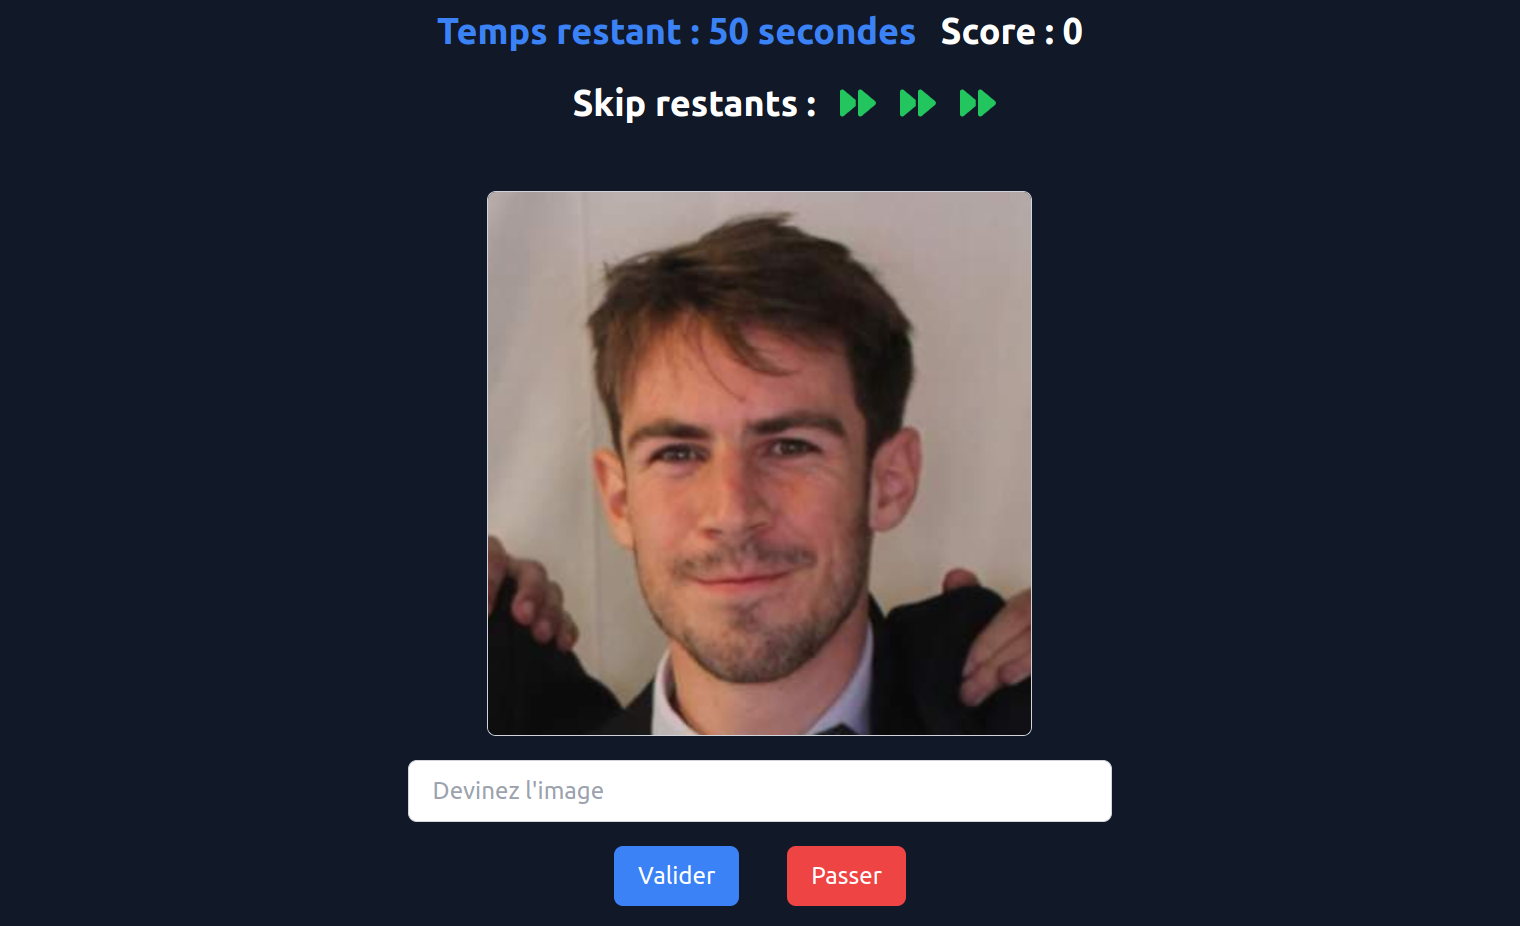 Temps restant : 50 secondes Score : 0
Skip restants :
Devinez l'image
Valider Passer